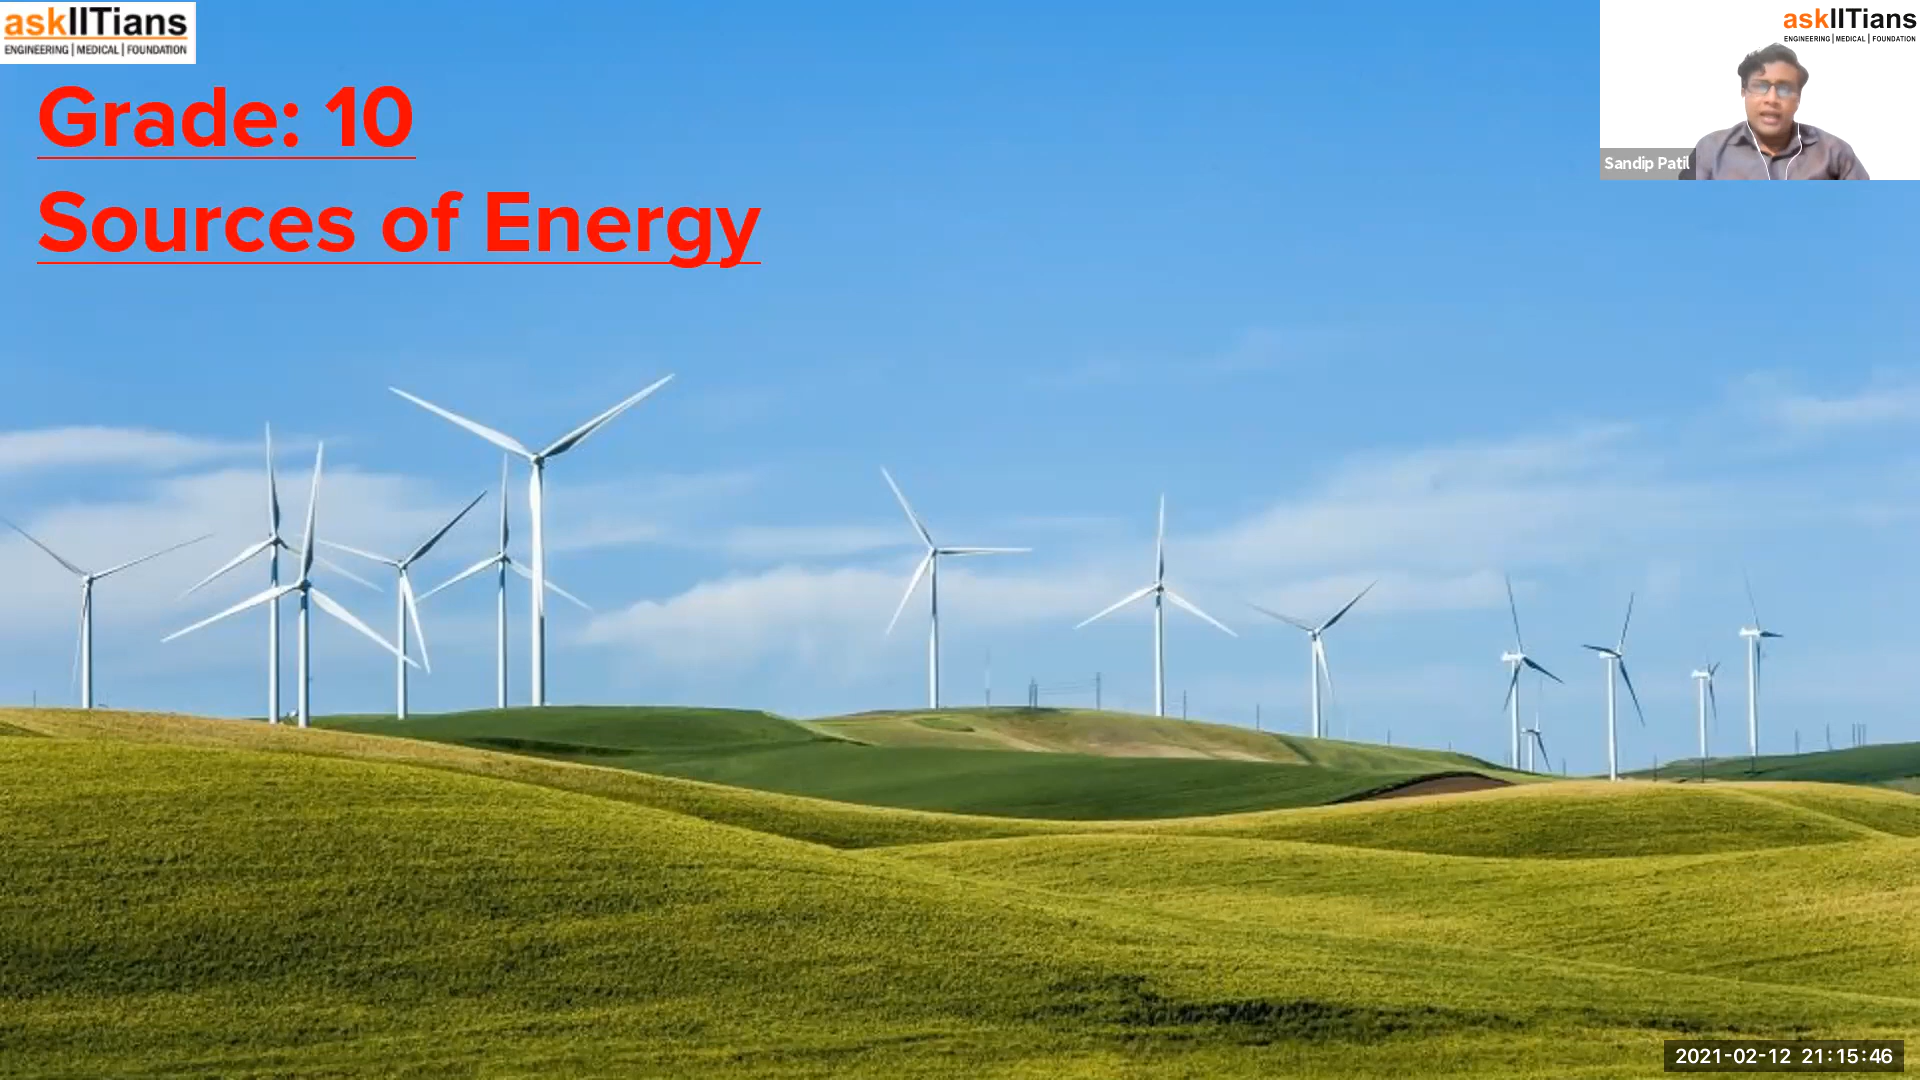 askIITians
ENGINEERING | MEDICAL | FOUNDATION
askIITians
ENGINEERING | MEDICAL | FOUNDATION
Grade: 10
Sources of Energy
Sandip Patil
2021-02-12 21:15:46